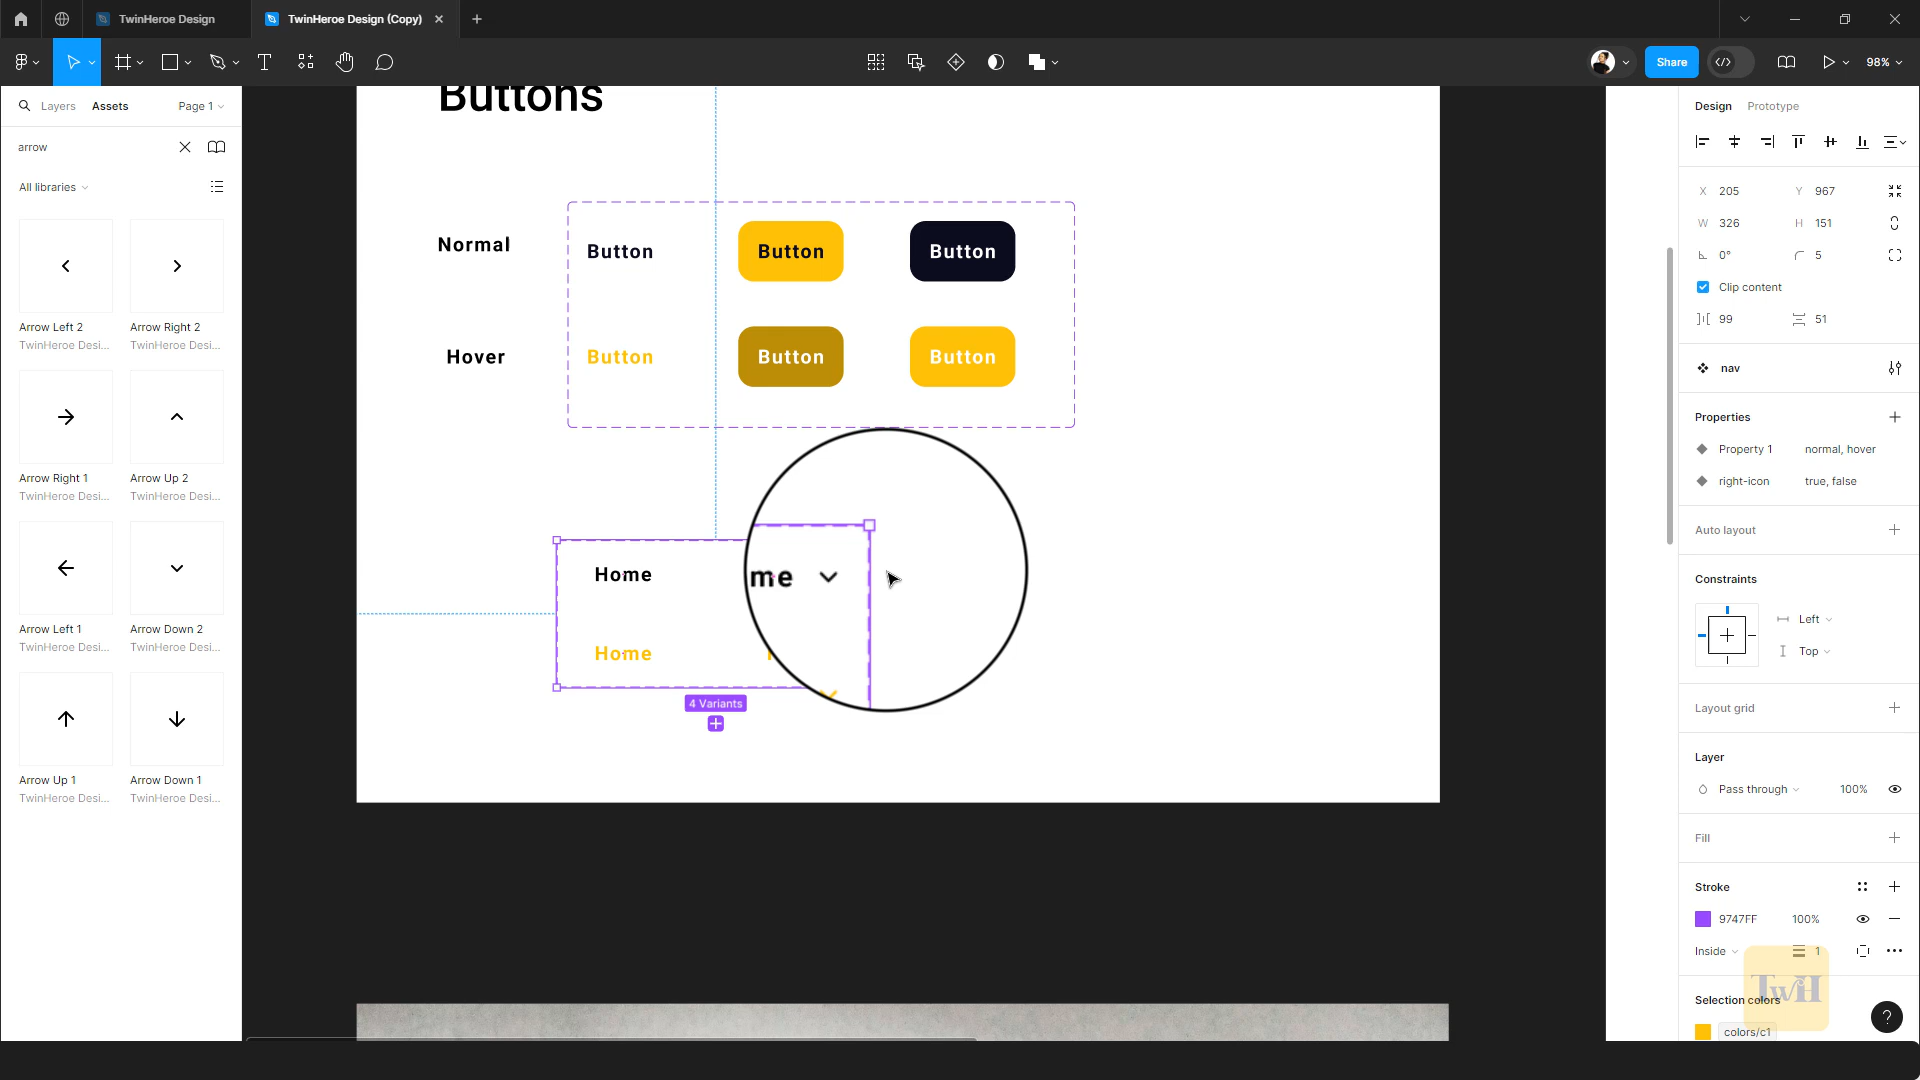 TwinHeroe Design
TwinHeroe Design (Copy)
Share
98%
Layers
Assets
Page 1
arrow
All libraries
Arrow Left 2
TwinHeroe Desi...
Arrow Right 2
TwinHeroe Desi...
Arrow Right 1
TwinHeroe Desi...
Arrow Up 2
TwinHeroe Desi...
Arrow Left 1
TwinHeroe Desi...
Arrow Down 2
TwinHeroe Desi...
Arrow Up 1
TwinHeroe Desi...
Arrow Down 1
TwinHeroe Desi...
Buttons
Normal
Button
Button
Button
Hover
Button
Button
Button
Home
me
Home
4 Variants
Design
Prototype
X 205
Y 967
W 326
H 151
0°
5
Clip content
99
51
nav
Properties
Property 1
normal, hover
right-icon
true, false
Auto layout
Constraints
Left
Top
Layout grid
Layer
Pass through
100%
Fill
Stroke
9747FF
100%
Inside
1
TwH
Selection colors
colors/c1
?